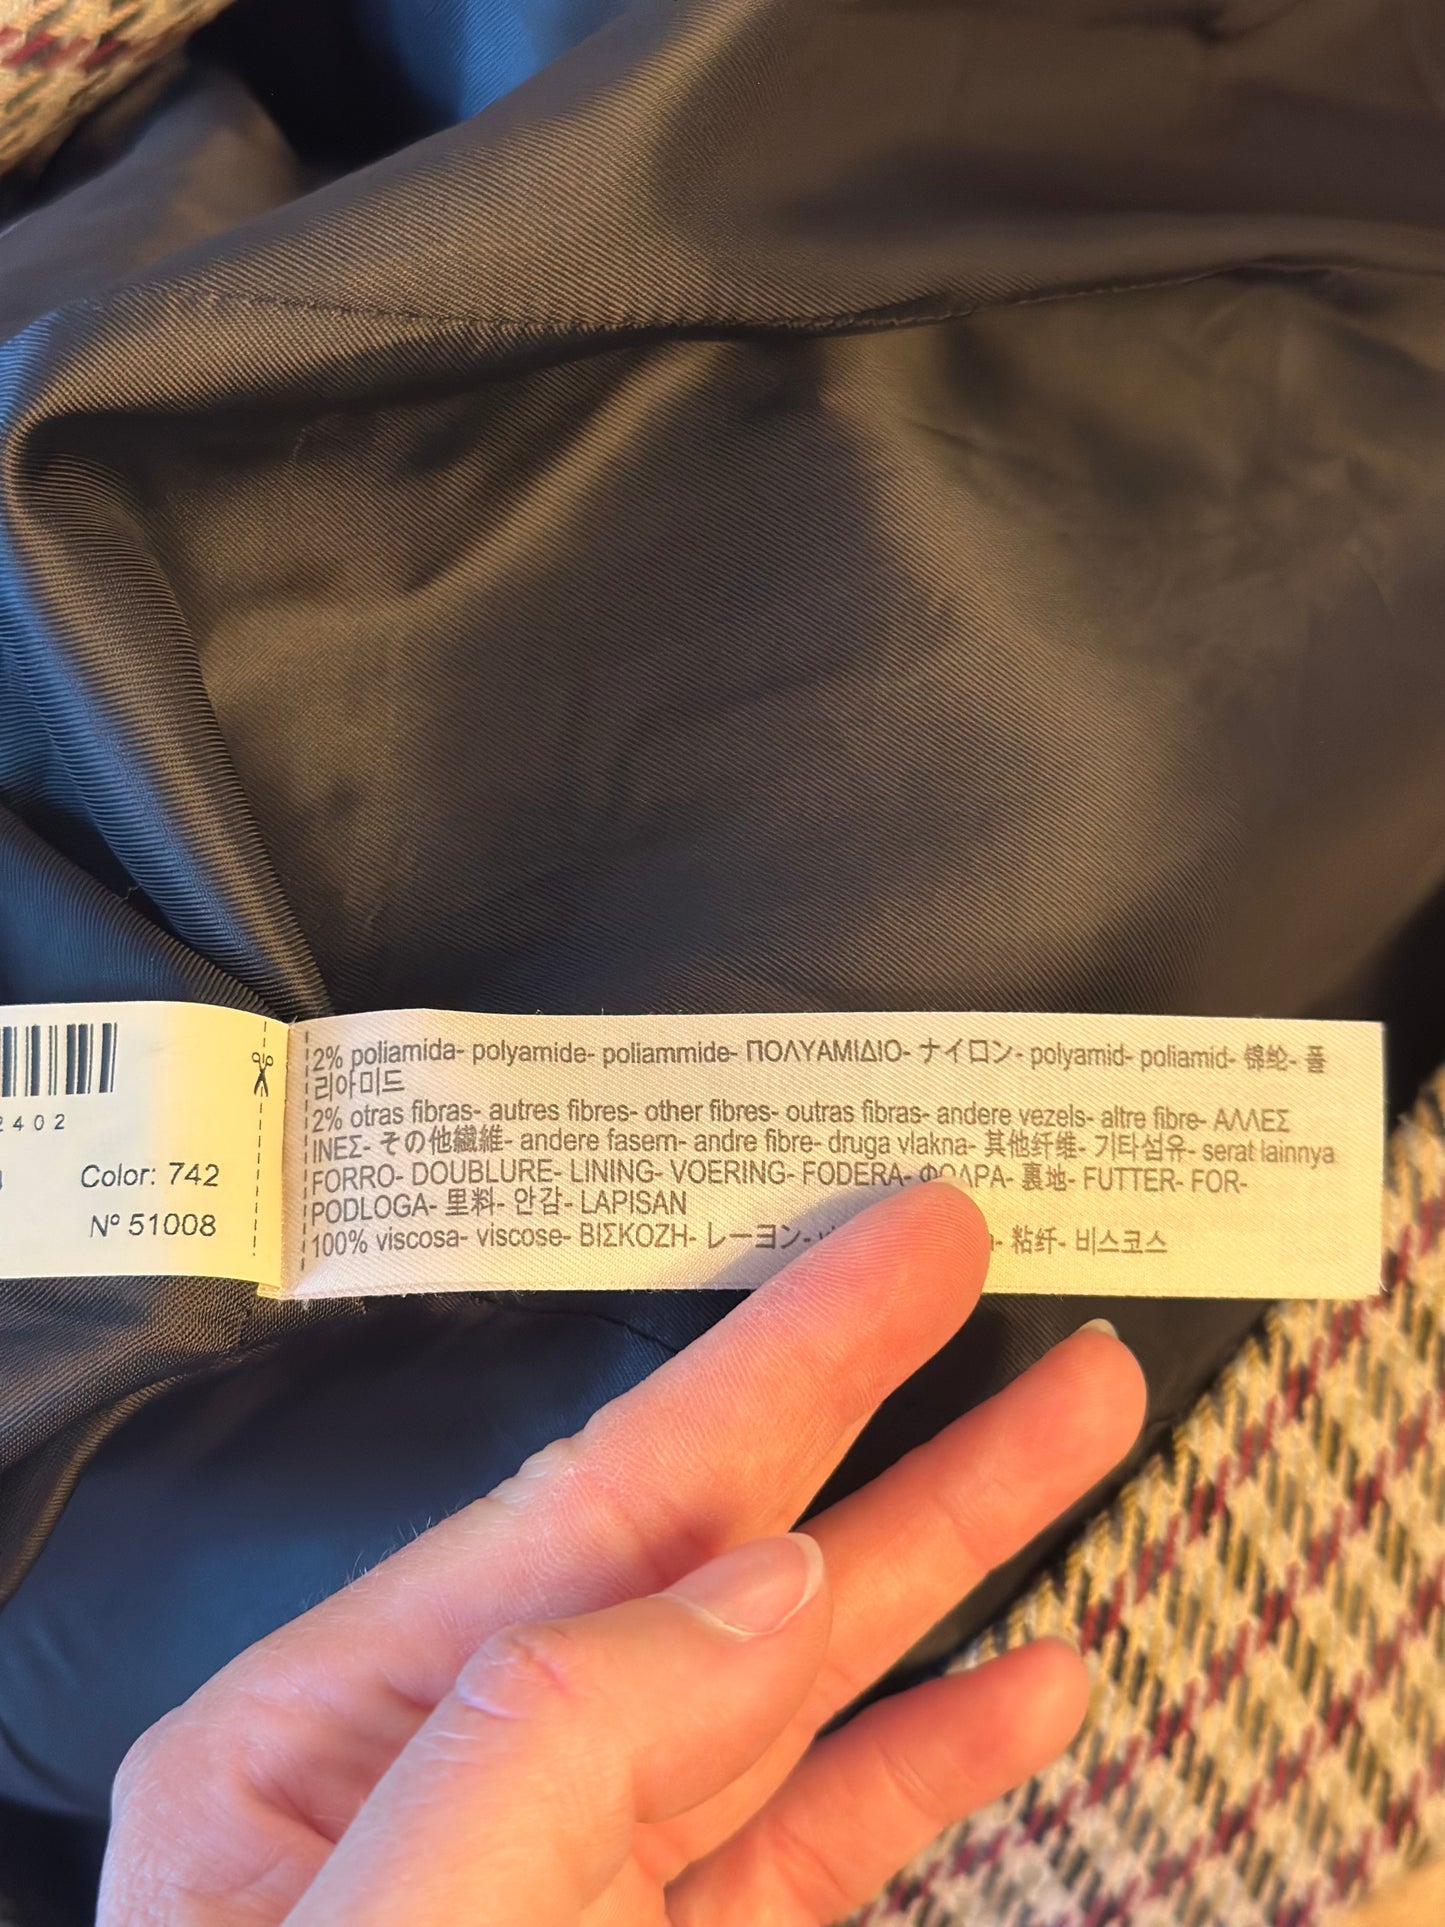 2402
Color: 742
Nº 51008
2% poliamida- polyamide- poliammide- ΠΟΛΥΑΜΙΔΙΟ- ナイロン- polyamid- poliamid- 锦纶- 폴
리아미드
2% otras fibras- autres fibres- other fibres- outras fibras- andere vezels- altre fibre- ΑΛΛΕΣ
ΙΝΕΣ- その他繊維- andere fasern- andre fibre- druga vlakna- 其他纤维- 기타섬유- serat lainnya
FORRO- DOUBLURE- LINING- VOERING- FODERA- ΦΟΔΡΑ- 裏地- FUTTER- FOR-
PODLOGA- 里料- 안감- LAPISAN
100% viscosa- viscose- ΒΙΣΚΟΖΗ- レーヨン- 粘纤- 비스코스